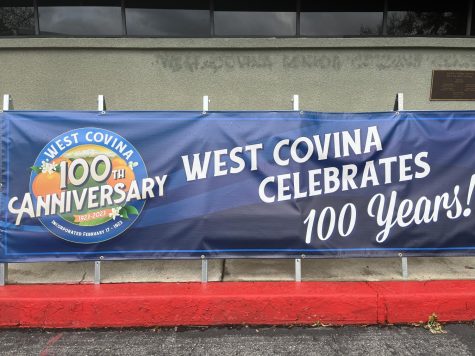 WEST COVINA
100TH
ANNIVERSARY
1923-2023
INCORPORATED FEBRUARY 17, 1923
WEST COVINA
CELEBRATES
100 Years!